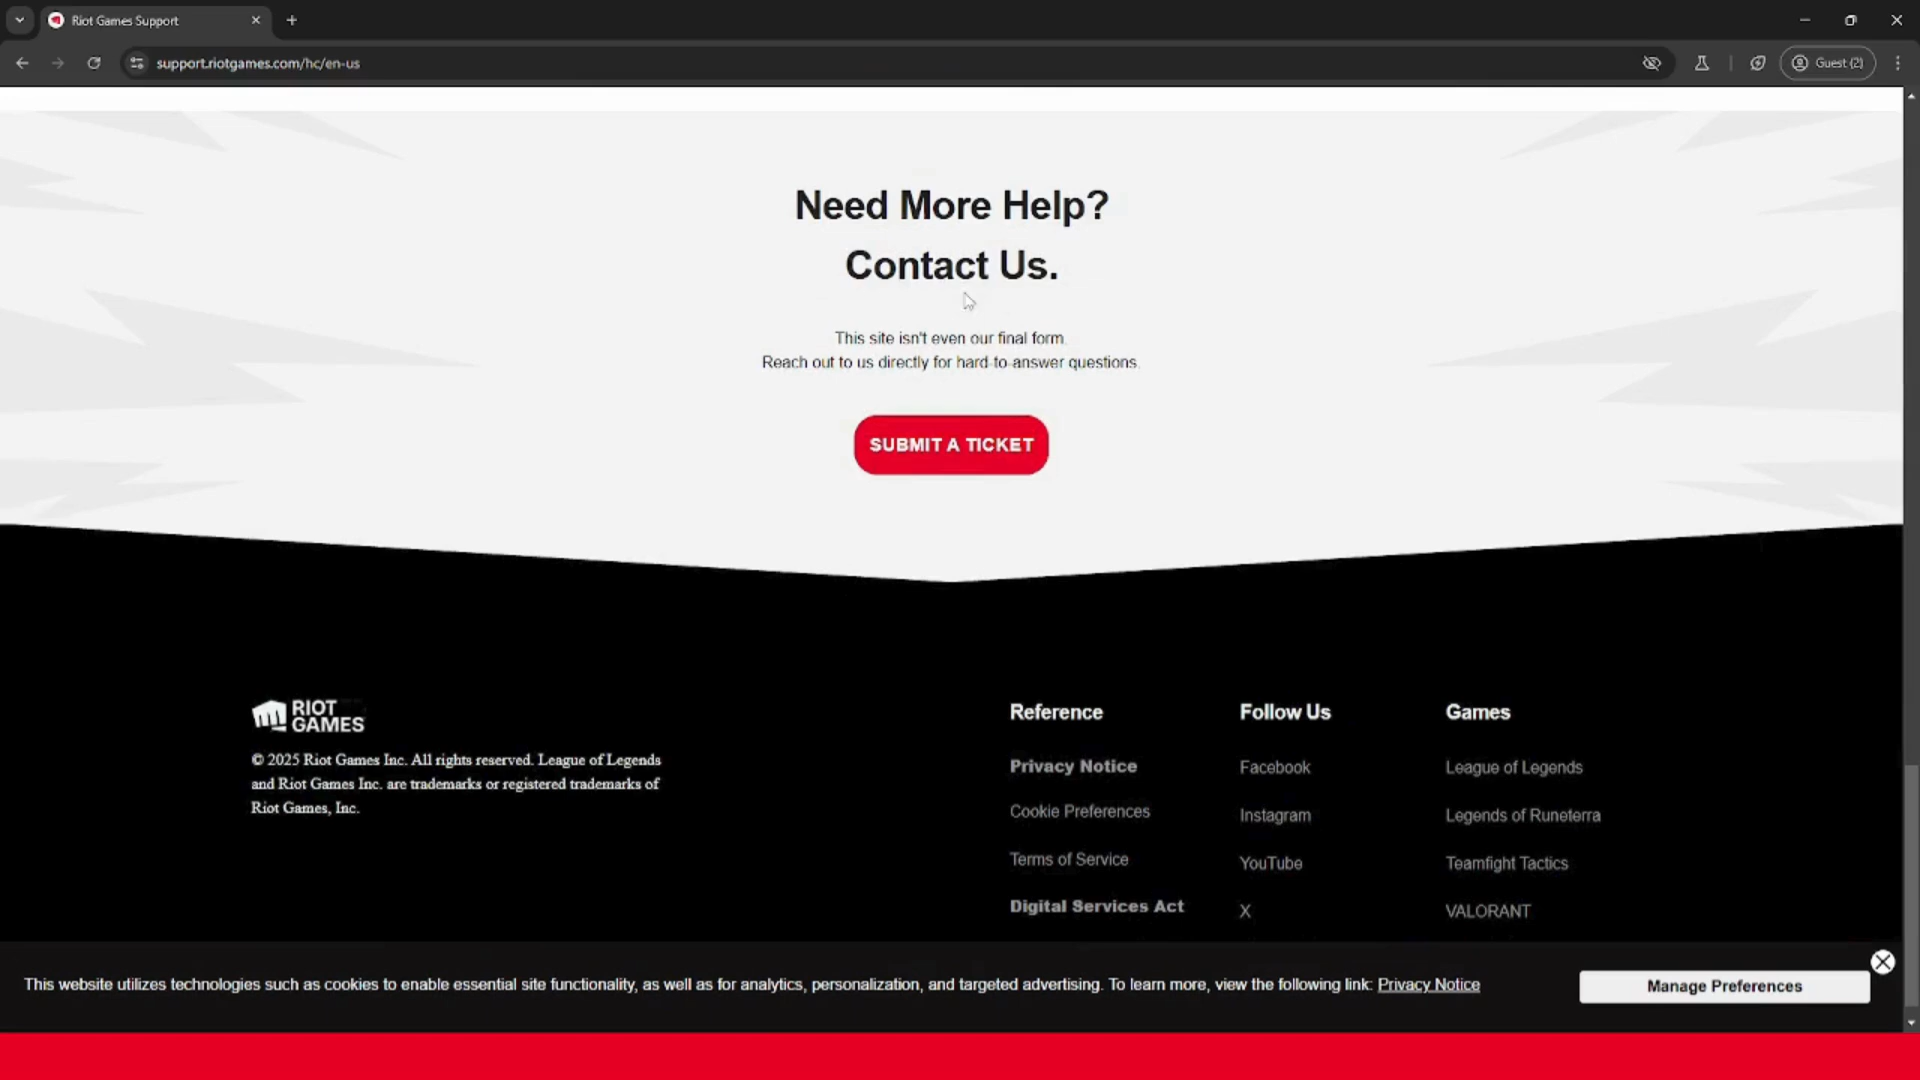 Riot Games Support
support.riotgames.com/hc/en-us
Guest (2)
Need More Help?
Contact Us.
This site isn't even our final form.
Reach out to us directly for hard-to-answer questions.
SUBMIT A TICKET
RIOT
GAMES
© 2025 Riot Games Inc. All rights reserved. League of Legends
and Riot Games Inc. are trademarks or registered trademarks of
Riot Games, Inc.
Reference
Privacy Notice
Cookie Preferences
Terms of Service
Digital Services Act
Follow Us
Facebook
Instagram
YouTube
X
Games
League of Legends
Legends of Runeterra
Teamfight Tactics
VALORANT
This website utilizes technologies such as cookies to enable essential site functionality, as well as for analytics, personalization, and targeted advertising. To learn more, view the following link: Privacy Notice
Manage Preferences